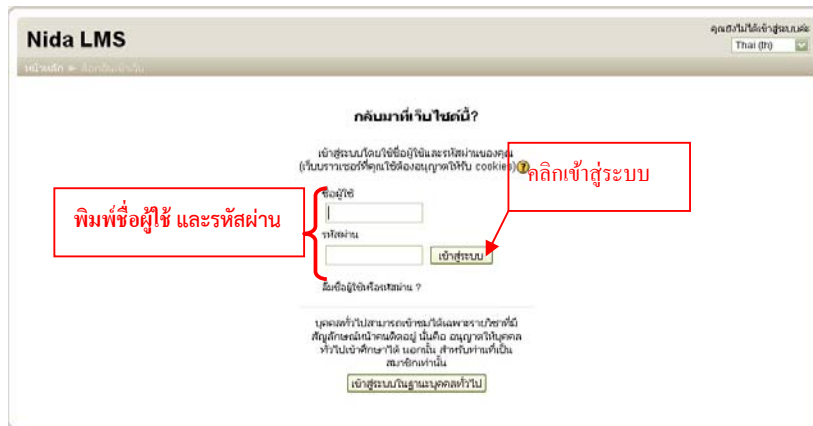 คุณยังไม่ได้เข้าสู่ระบบค่ะ
Nida LMS
Thai (th)
หน้าหลัก ► ล็อกอินเข้าเว็บ
กลับมาที่เว็บไซต์นี้?
เข้าสู่ระบบโดยใช้ชื่อผู้ใช้และรหัสผ่านของคุณ
(เว็บบราวเซอร์ที่คุณใช้ต้องอนุญาตให้รับ cookies)
คลิกเข้าสู่ระบบ
ชื่อผู้ใช้
พิมพ์ชื่อผู้ใช้ และรหัสผ่าน
รหัสผ่าน
เข้าสู่ระบบ
ลืมชื่อผู้ใช้หรือรหัสผ่าน ?
บุคคลทั่วไปสามารถเข้าชมได้เฉพาะรายวิชาที่มี
สัญลักษณ์หน้าคนติดอยู่ นั่นคือ อนุญาตให้บุคคล
ทั่วไปเข้าศึกษาได้ นอกนั้น สำหรับท่านที่เป็น
สมาชิกเท่านั้น
เข้าสู่ระบบในฐานะบุคคลทั่วไป